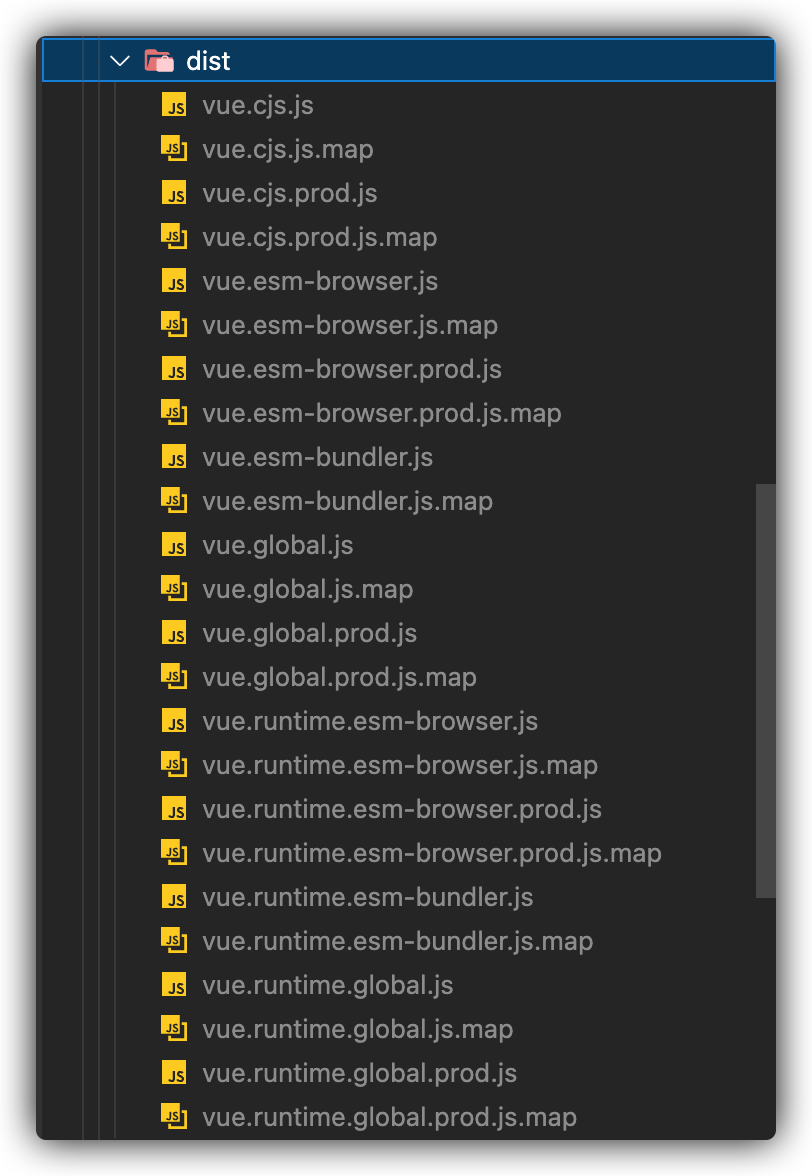 dist
JS vue.cjs.js
JS vue.cjs.js.map
JS vue.cjs.prod.js
JS vue.cjs.prod.js.map
JS vue.esm-browser.js
JS vue.esm-browser.js.map
JS vue.esm-browser.prod.js
JS vue.esm-browser.prod.js.map
JS vue.esm-bundler.js
JS vue.esm-bundler.js.map
JS vue.global.js
JS vue.global.js.map
JS vue.global.prod.js
JS vue.global.prod.js.map
JS vue.runtime.esm-browser.js
JS vue.runtime.esm-browser.js.map
JS vue.runtime.esm-browser.prod.js
JS vue.runtime.esm-browser.prod.js.map
JS vue.runtime.esm-bundler.js
JS vue.runtime.esm-bundler.js.map
JS vue.runtime.global.js
JS vue.runtime.global.js.map
JS vue.runtime.global.prod.js
JS vue.runtime.global.prod.js.map